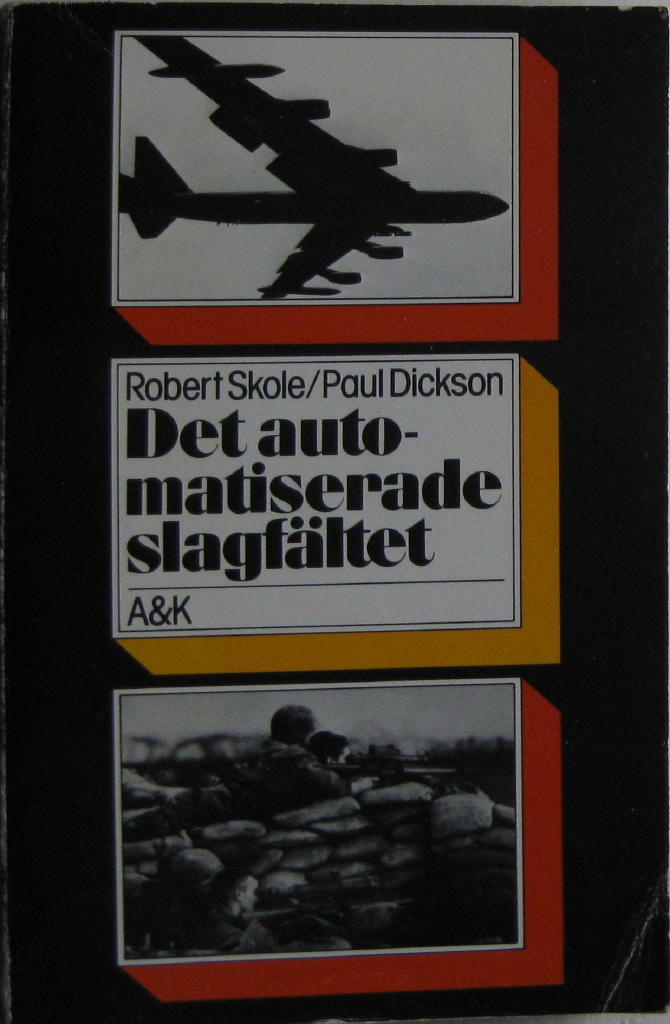 Robert Skole/Paul Dickson
Det auto-
matiserade
slagfältet
A&K